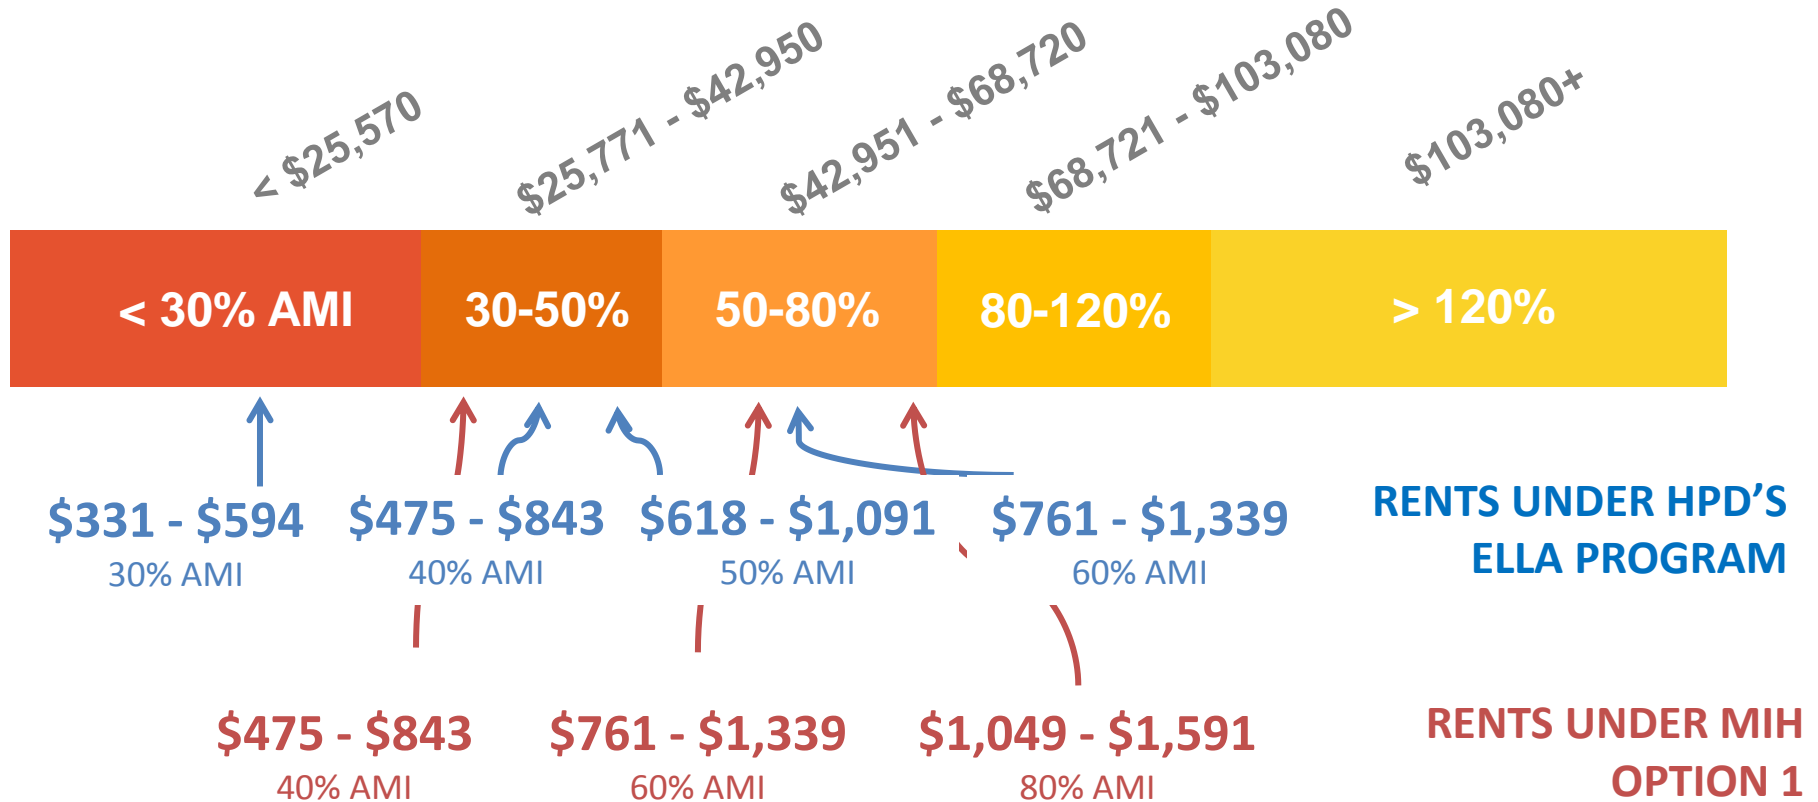 < $25,570
$25,771 - $42,950
$42,951 - $68,720
$68,721 - $103,080
$103,080+
< 30% AMI
30-50%
50-80%
80-120%
> 120%
$331 - $594
30% AMI
$475 - $843
40% AMI
$618 - $1,091
50% AMI
$761 - $1,339
60% AMI
RENTS UNDER HPD’S
ELLA PROGRAM
$475 - $843
40% AMI
$761 - $1,339
60% AMI
$1,049 - $1,591
80% AMI
RENTS UNDER MIH
OPTION 1